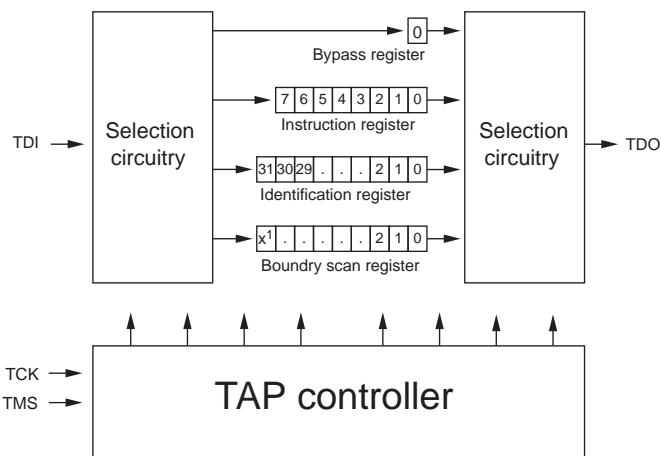 0
Bypass register
7 6 5 4 3 2 1 0
Instruction register
TDI
Selection
circuitry
Selection
circuitry
TDO
31 30 29 . . . 2 1 0
Identification register
x1 . . . . . 2 1 0
Boundry scan register
TCK
TMS
TAP controller